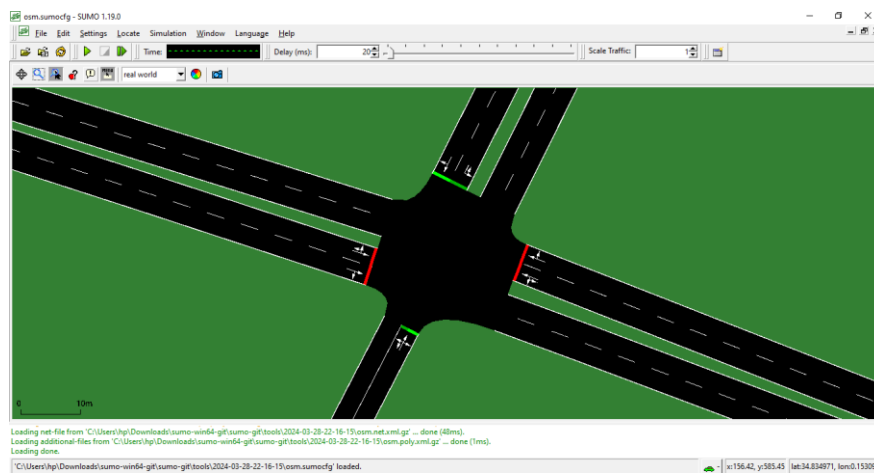 osm.sumocfg - SUMO 1.19.0
File Edit Settings Locate Simulation Window Language Help
Time: Delay (ms): 20 Scale Traffic: 1
real world
0 10m
Loading net-file from 'C:\Users\hp\Downloads\sumo-win64-git\sumo-git\tools\2024-03-28-22-16-15\osm.net.xml.gz' ... done (48ms).
Loading additional-files from 'C:\Users\hp\Downloads\sumo-win64-git\sumo-git\tools\2024-03-28-22-16-15\osm.poly.xml.gz' ... done (1ms).
Loading done.
'C:\Users\hp\Downloads\sumo-win64-git\sumo-git\tools\2024-03-28-22-16-15\osm.sumocfg' loaded. x:156.42, y:585.45 lat:34.834971, lon:0.15309